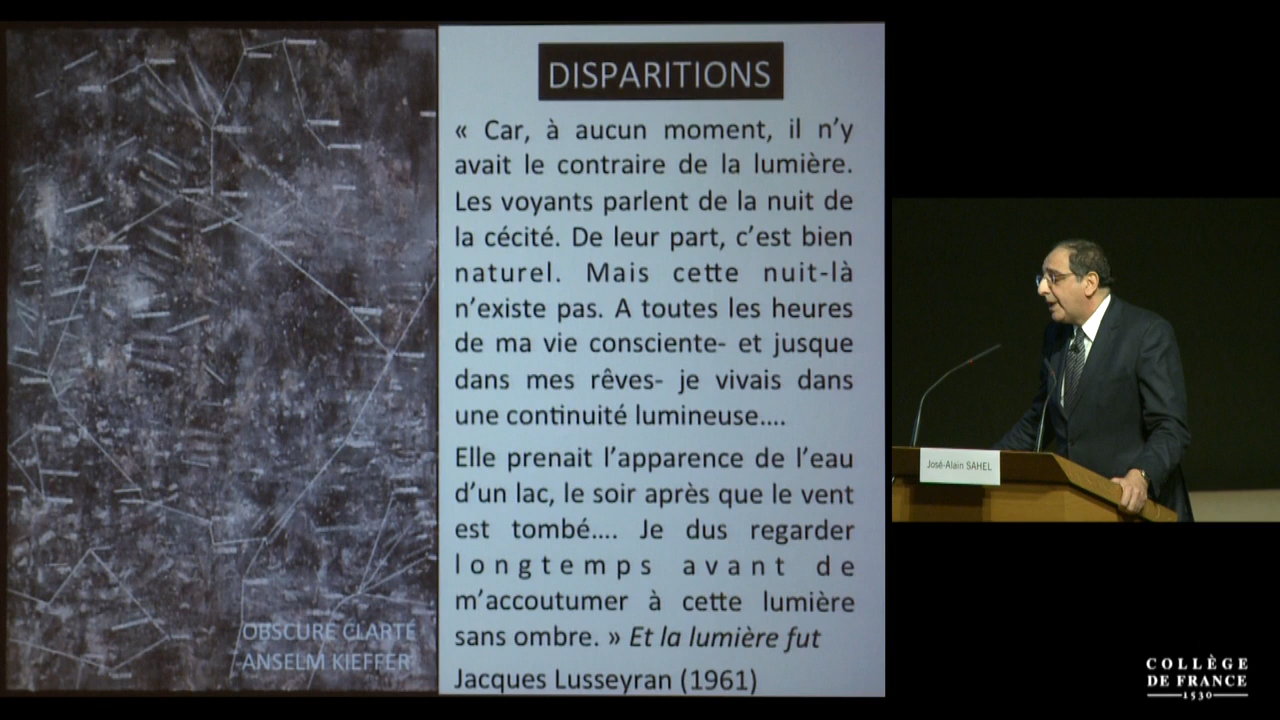 DISPARITIONS
« Car, à aucun moment, il n’y
avait le contraire de la lumière.
Les voyants parlent de la nuit de
la cécité. De leur part, c’est bien
naturel. Mais cette nuit-là
n’existe pas. A toutes les heures
de ma vie consciente- et jusque
dans mes rêves- je vivais dans
une continuité lumineuse....
Elle prenait l’apparence de l’eau
d’un lac, le soir après que le vent
est tombé.... Je dus regarder
longtemps avant de
m’accoutumer à cette lumière
sans ombre. » Et la lumière fut
Jacques Lusseyran (1961)
OBSCURE CLARTÉ
ANSELM KIEFFER
José-Alain SAHEL
COLLÈGE
DE FRANCE
1530